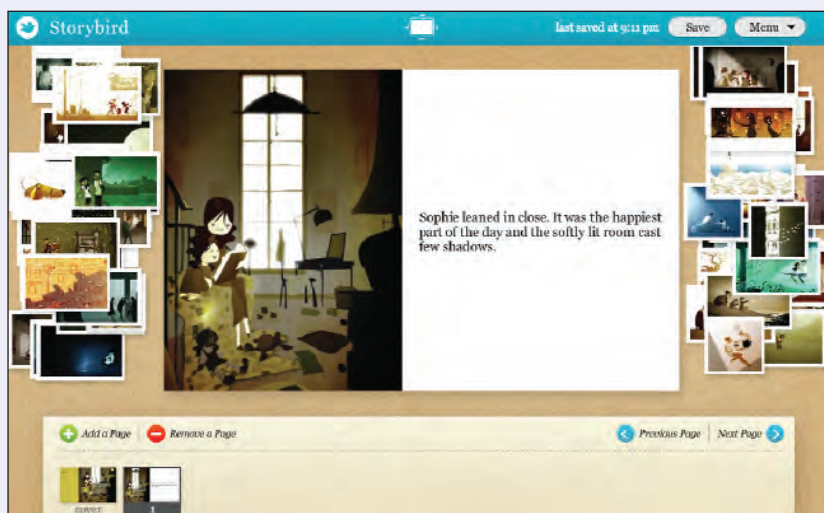 Storybird
last saved at 9:11 pm
Save
Menu
Sophie leaned in close. It was the happiest
part of the day and the softly lit room cast
few shadows.
Add a Page
Remove a Page
Previous Page
Next Page
cover
1